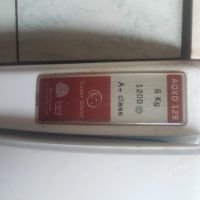 AQXD 129
6 Kg
1200 @
A+ class
Super Silent